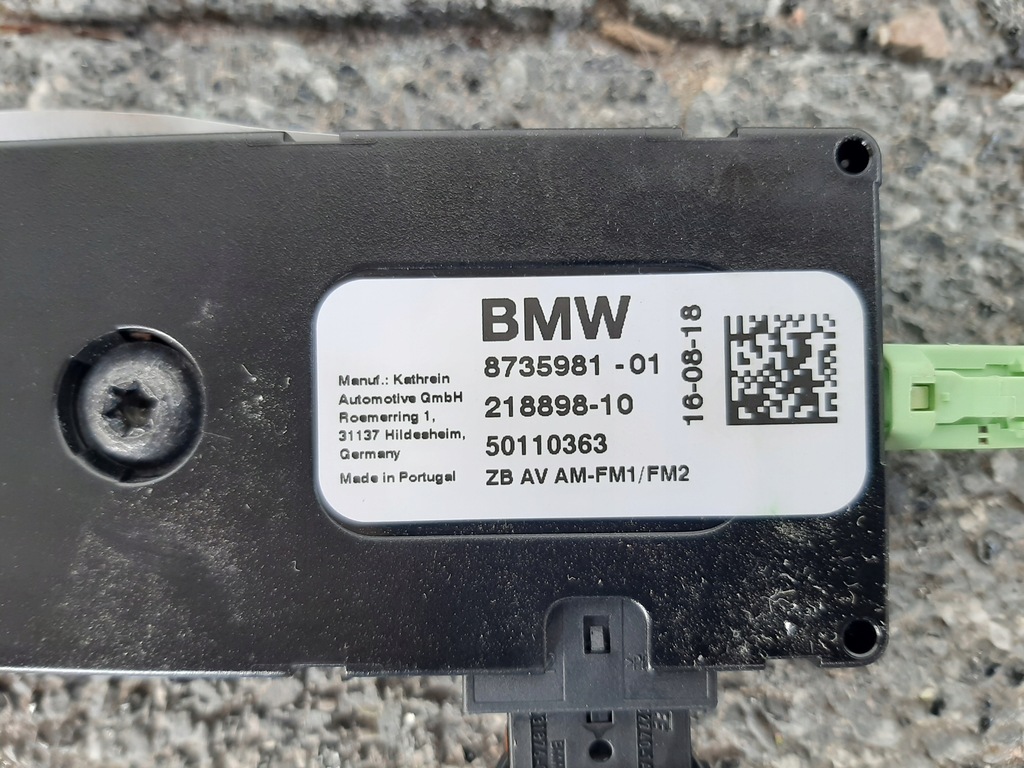 BMW
8735981 - 01
218898-10
50110363
ZB AV AM-FM1/FM2
16-08-18
Manuf.: Kathrein
Automotive GmbH
Roemerring 1,
31137 Hildesheim,
Germany
Made in Portugal